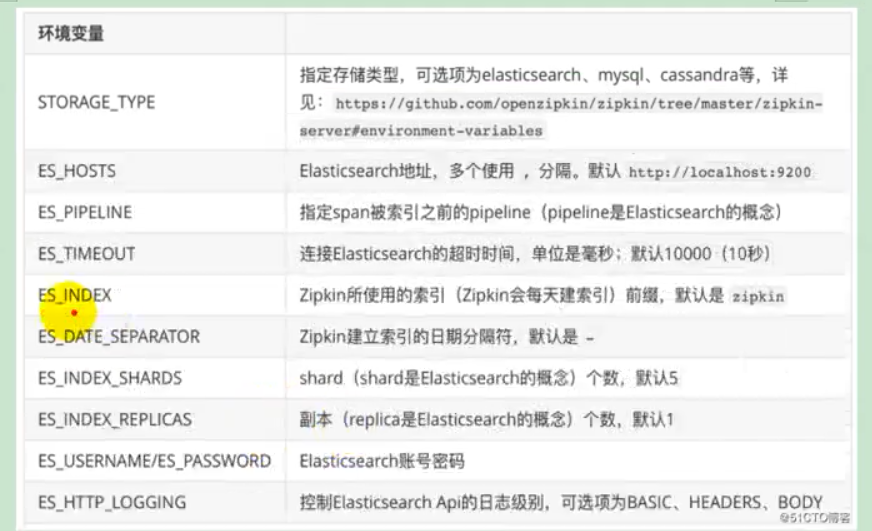 环境变量
STORAGE_TYPE
指定存储类型，可选项为elasticsearch、mysql、cassandra等，详
见：https://github.com/openzipkin/zipkin/tree/master/zipkin-
server#environment-variables
ES_HOSTS
Elasticsearch地址，多个使用 ，分隔。默认 http://localhost:9200
ES_PIPELINE
指定span被索引之前的pipeline（pipeline是Elasticsearch的概念）
ES_TIMEOUT
连接Elasticsearch的超时时间，单位是毫秒；默认10000（10秒）
ES_INDEX
Zipkin所使用的索引（Zipkin会每天建索引）前缀，默认是 zipkin
ES_DATE_SEPARATOR
Zipkin建立索引的日期分隔符，默认是 -
ES_INDEX_SHARDS
shard（shard是Elasticsearch的概念）个数，默认5
ES_INDEX_REPLICAS
副本（replica是Elasticsearch的概念）个数，默认1
ES_USERNAME/ES_PASSWORD
Elasticsearch账号密码
ES_HTTP_LOGGING
控制Elasticsearch Api的日志级别，可选项为BASIC、HEADERS、BODY
@51CTO博客